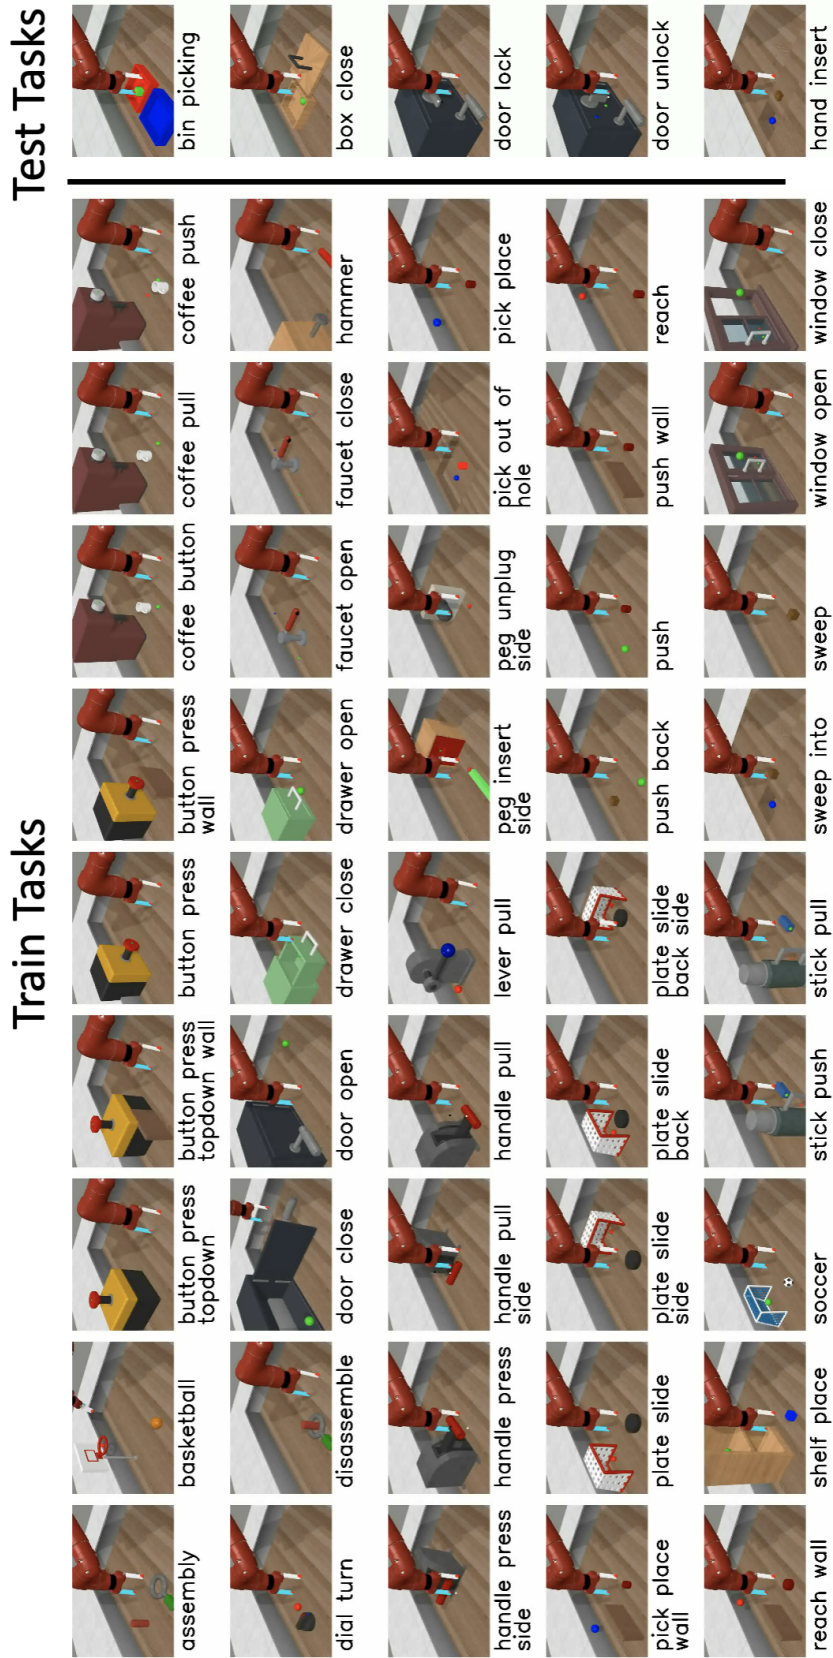 Train Tasks
Test Tasks
assembly
basketball
button press
topdown
button press
topdown wall
button press
button press
wall
coffee button
coffee pull
coffee push
bin picking
dial turn
disassemble
door close
door open
drawer close
drawer open
faucet open
faucet close
hammer
box close
handle press
side
handle press
handle pull
side
handle pull
lever pull
peg insert
side
peg unplug
side
pick out of
hole
pick place
door lock
pick place
wall
plate slide
plate slide
side
plate slide
back
plate slide
back side
push back
push
push wall
reach
door unlock
reach wall
shelf place
soccer
stick push
stick pull
sweep into
sweep
window open
window close
hand insert